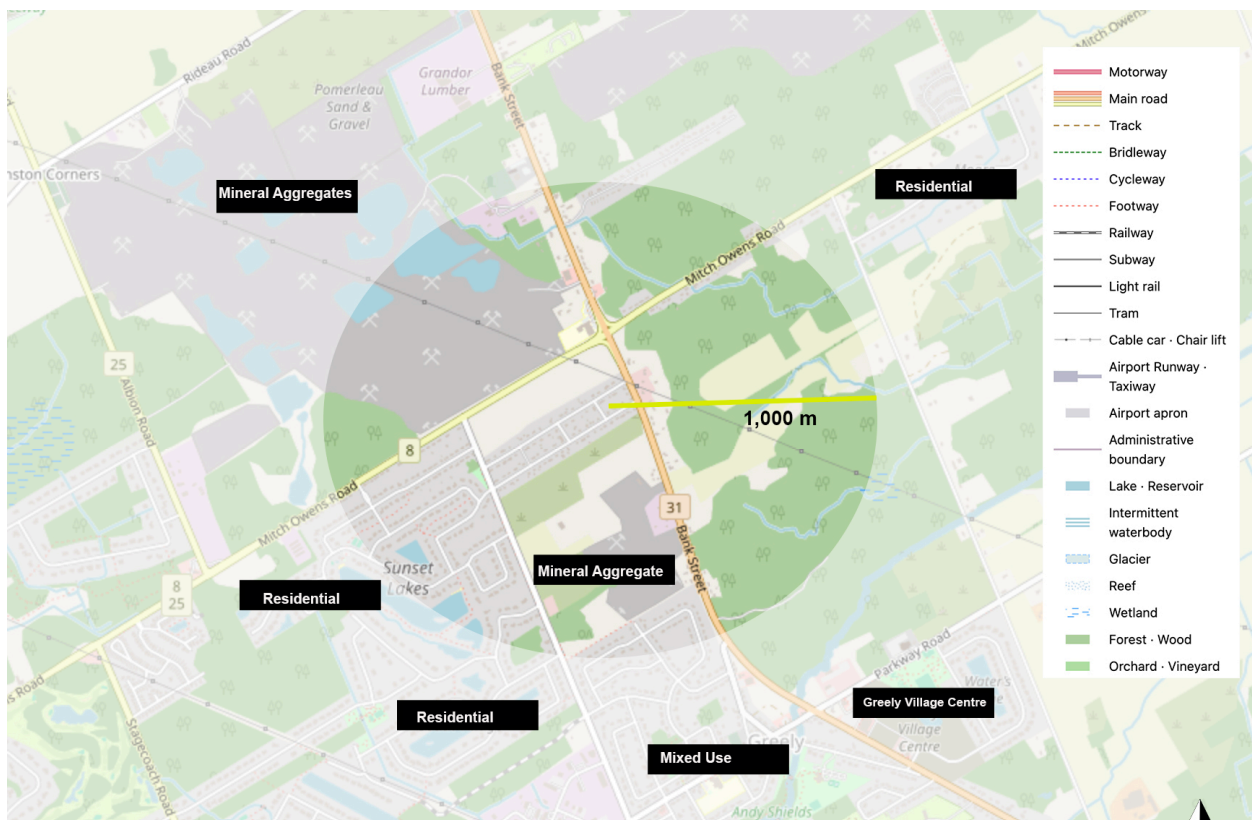 Rideau Road
Bank Street
Mitch Owens
Grandor
Lumber
Pomerleau
Sand &
Gravel
Mineral Aggregates
Residential
Mitch Owens Road
25
Albion Road
1,000 m
8
Mitch Owens Road
31
Bank Street
Mineral Aggregate
Sunset
Lakes
8
25
Residential
Parkway Road
Residential
Greely Village Centre
Village
Centre
Water's
Stagecoach Road
Greely
Mixed Use
Andy Shields
Motorway
Main road
Track
Bridleway
Cycleway
Footway
Railway
Subway
Light rail
Tram
Cable car · Chair lift
Airport Runway ·
Taxiway
Airport apron
Administrative
boundary
Lake · Reservoir
Intermittent
waterbody
Glacier
Reef
Wetland
Forest · Wood
Orchard · Vineyard